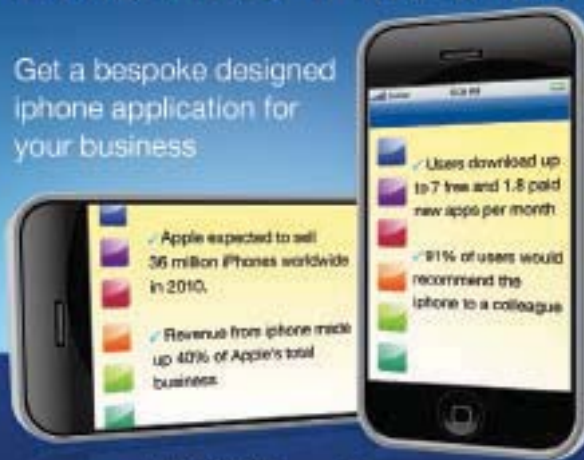 Get a bespoke designed
iphone application for
your business
✓Apple expected to sell
36 million iPhones worldwide
in 2010.
✓Revenue from iphone made
up 40% of Apple's total
business
✓Users download up
to 7 free and 1.8 paid
new apps per month
✓91% of users would
recommend the
iphone to a colleague